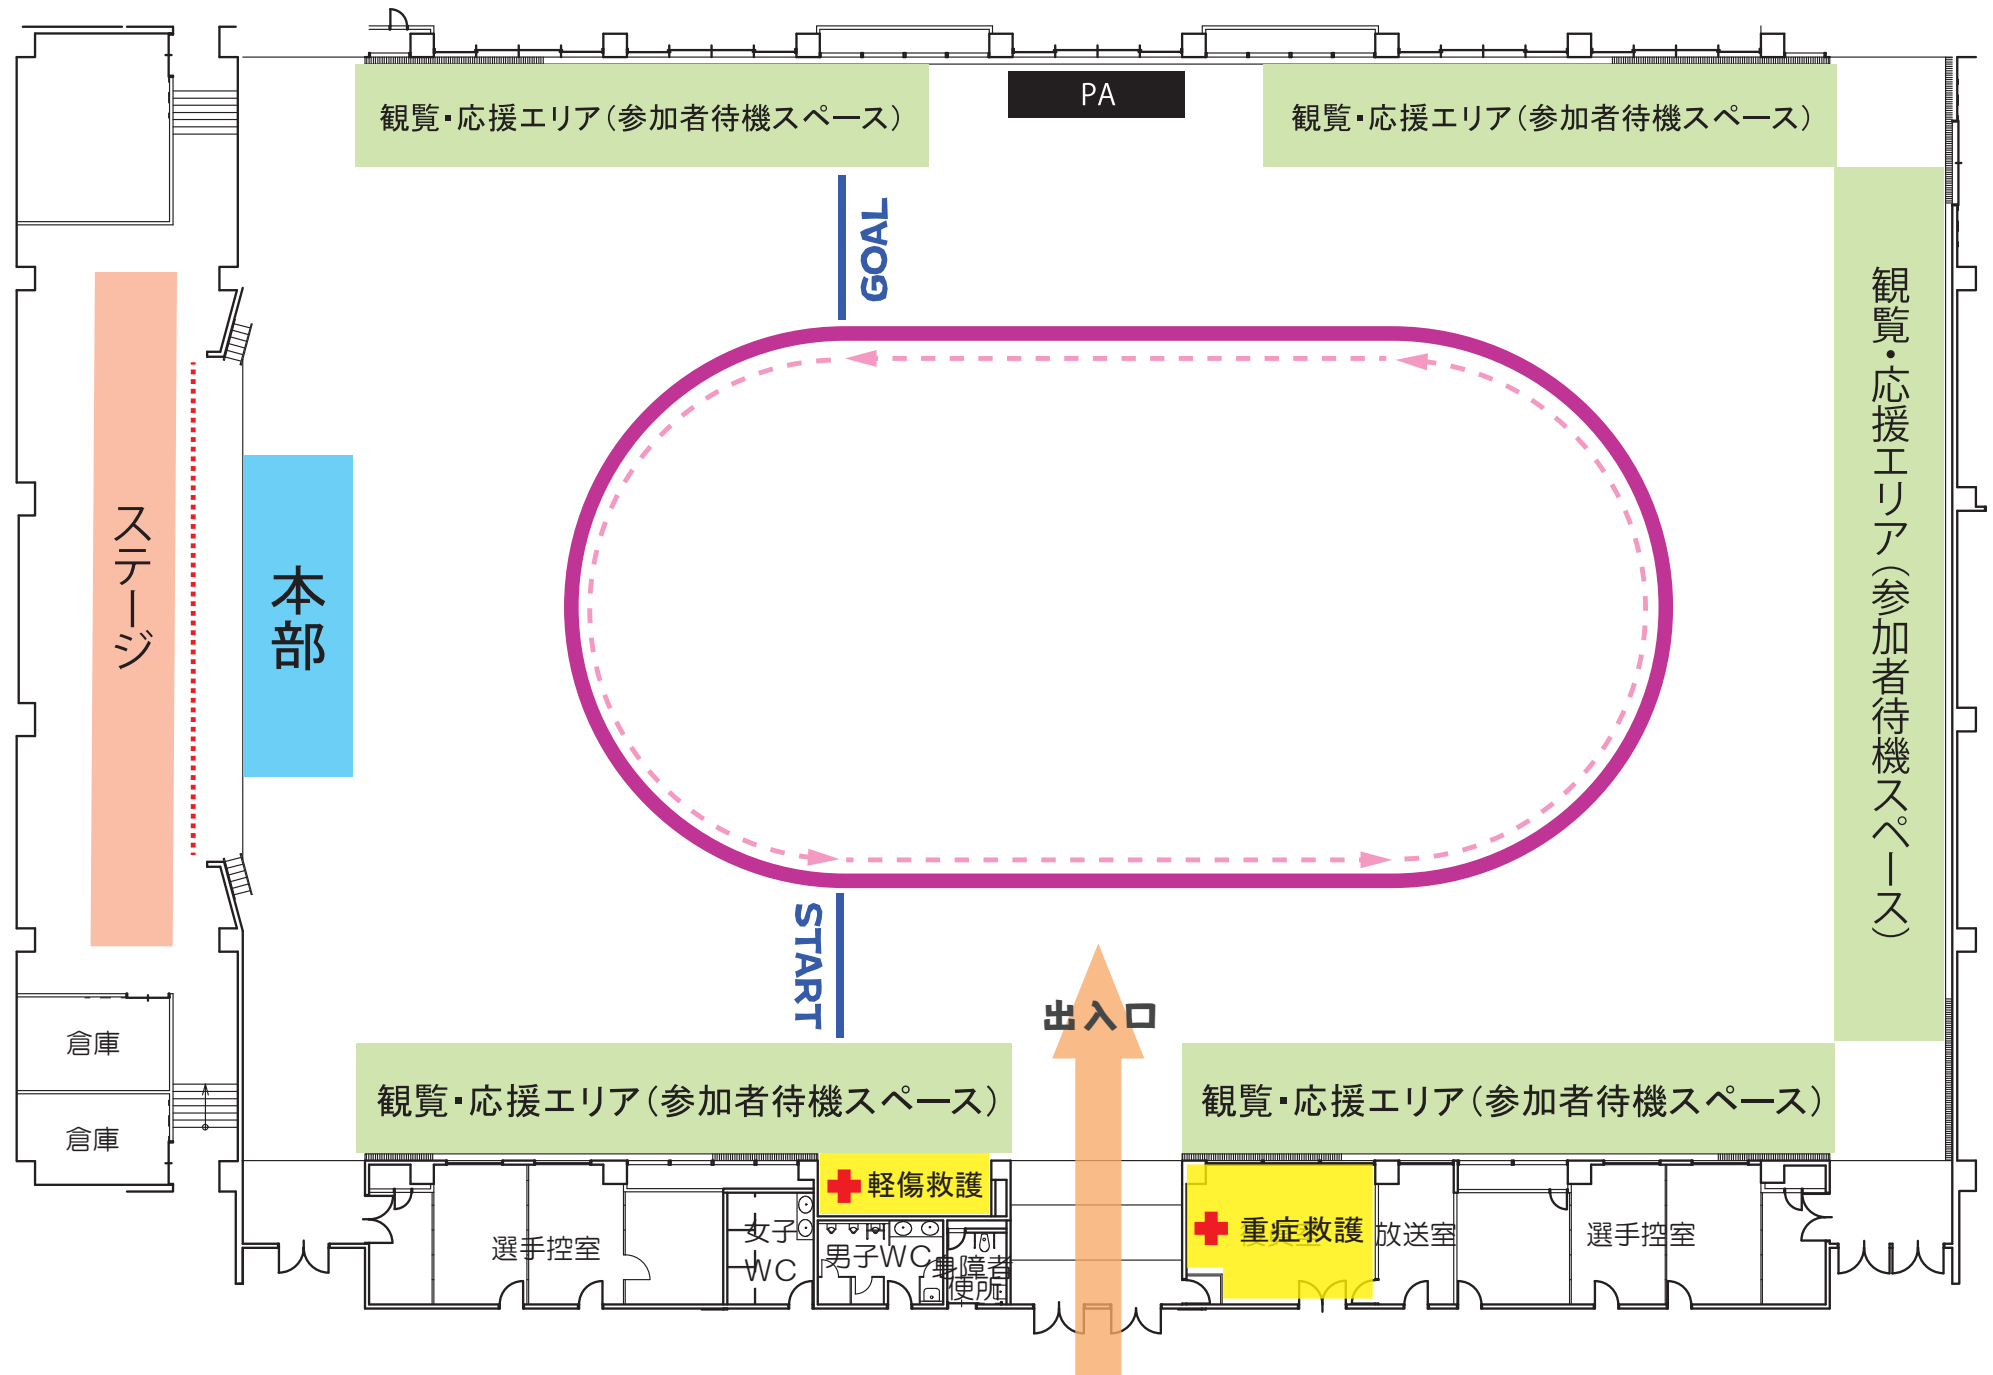 観覧・応援エリア（参加者待機スペース）
PA
観覧・応援エリア（参加者待機スペース）
GOAL
観覧・応援エリア（参加者待機スペース）
ステージ
本部
START
出入口
倉庫
倉庫
観覧・応援エリア（参加者待機スペース）
観覧・応援エリア（参加者待機スペース）
軽傷救護
重症救護
選手控室
女子
WC
男子WC
身障者
便所
放送室
選手控室